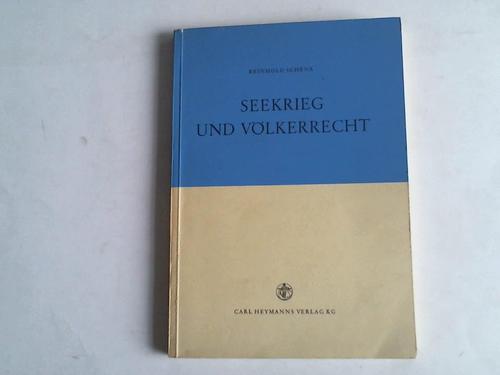 REINHOLD SCHENK
SEEKRIEG
UND VÖLKERRECHT
CARL HEYMANNS VERLAG KG